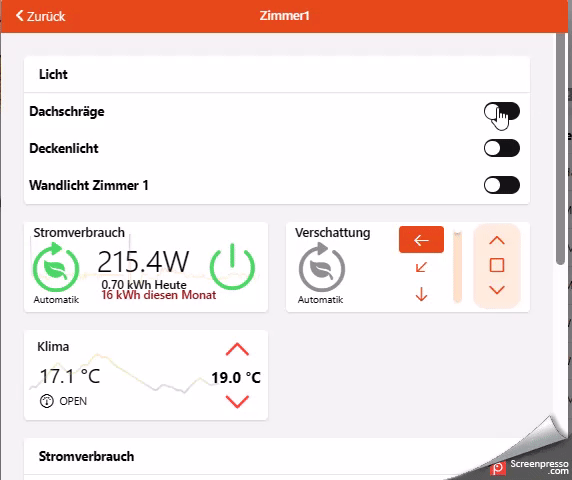 Zurück
Zimmer1
Licht
Dachschräge
Deckenlicht
Wandlicht Zimmer 1
Stromverbrauch
215.4W
0.70 kWh Heute
16 kWh diesen Monat
Automatik
Verschattung
Automatik
Klima
17.1 °C
19.0 °C
OPEN
Stromverbrauch
Screenpresso
.com